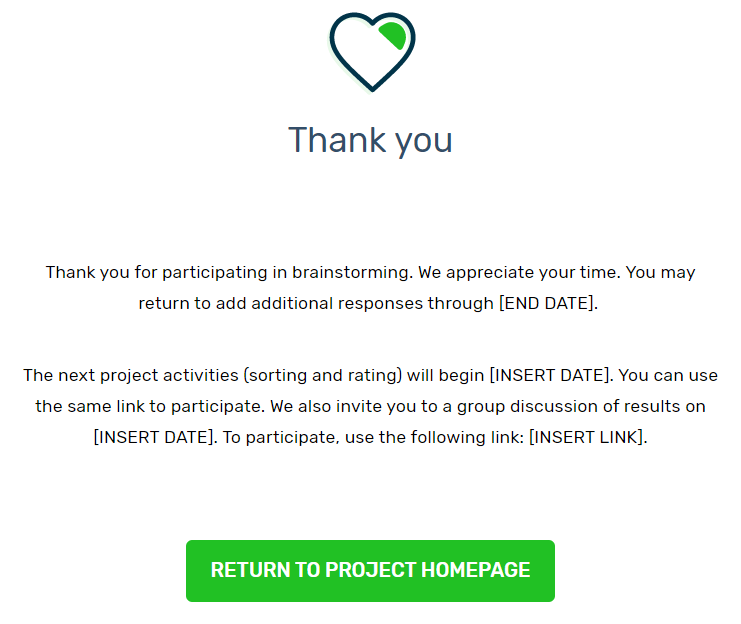 Thank you
Thank you for participating in brainstorming. We appreciate your time. You may
return to add additional responses through [END DATE].
The next project activities (sorting and rating) will begin [INSERT DATE]. You can use
the same link to participate. We also invite you to a group discussion of results on
[INSERT DATE]. To participate, use the following link: [INSERT LINK].
RETURN TO PROJECT HOMEPAGE